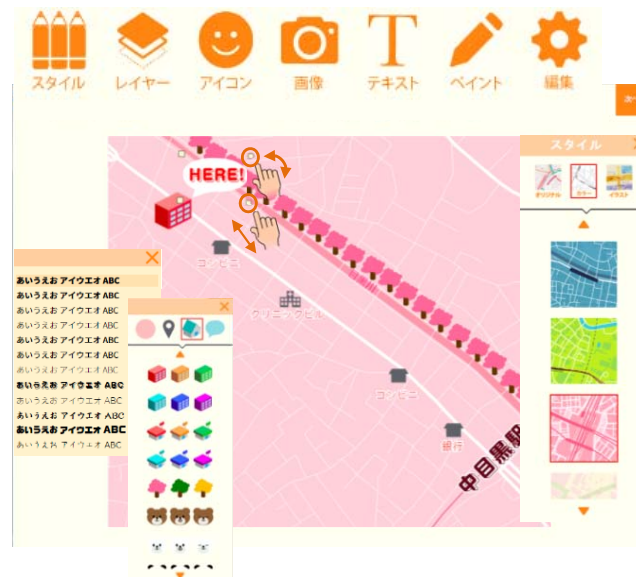 スタイル
レイヤー
アイコン
画像
テキスト
ペイント
編集
スタイル
オリジナル
カラー
イラスト
HERE!
コンビニ
クリニックビル
コンビニ
銀行
中目黒駅
あいうえお アイウエオ ABC
あいうえお アイウエオ ABC
あいうえお アイウエオ ABC
あいうえお アイウエオ ABC
あいうえお アイウエオ ABC
あいうえお アイウエオ ABC
あいうえお アイウエオ ABC
あいうえお アイウエオ ABC
あいうえお アイウエオ ABC
あいうえお アイウエオ ABC
あいうえお アイウエオ ABC
あいうえお アイウエオ ABC